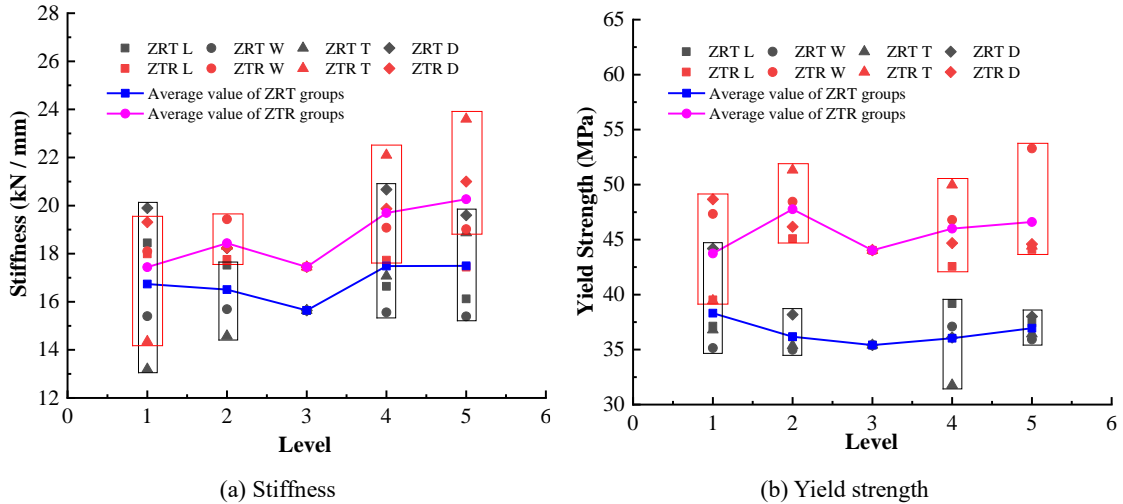 28
26
24
22
20
18
16
14
12
0
1
2
3
4
5
6
Stiffness (kN / mm)
Level
ZRT L
ZRT W
ZRT T
ZRT D
ZTR L
ZTR W
ZTR T
ZTR D
Average value of ZRT groups
Average value of ZTR groups
(a) Stiffness
65
60
55
50
45
40
35
30
0
1
2
3
4
5
6
Yield Strength (MPa)
Level
ZRT L
ZRT W
ZRT T
ZRT D
ZTR L
ZTR W
ZTR T
ZTR D
Average value of ZRT groups
Average value of ZTR groups
(b) Yield strength